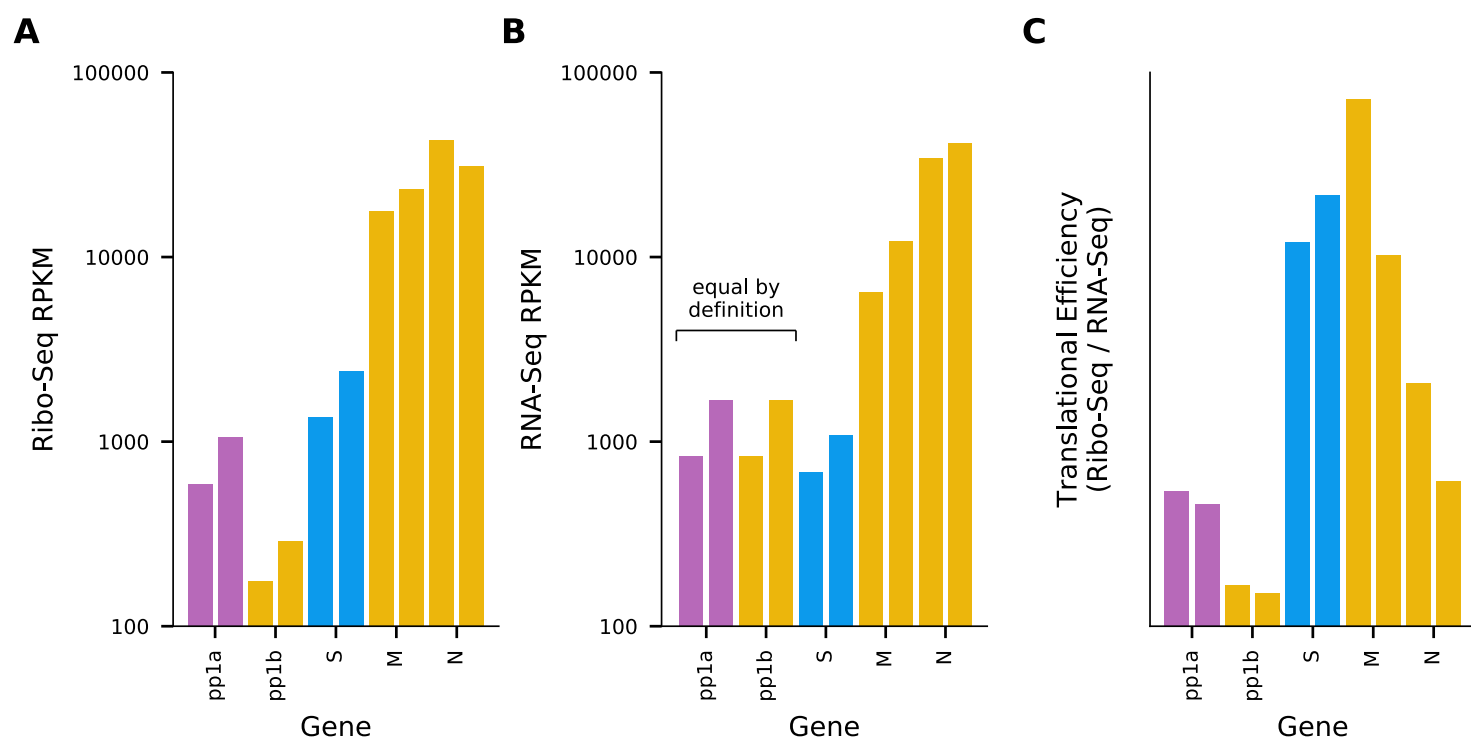 A
Ribo-Seq RPKM
100000
10000
1000
100
pp1a
pp1b
S
M
N
Gene
B
RNA-Seq RPKM
100000
10000
1000
100
equal by
definition
pp1a
pp1b
S
M
N
Gene
C
Translational Efficiency
(Ribo-Seq / RNA-Seq)
pp1a
pp1b
S
M
N
Gene